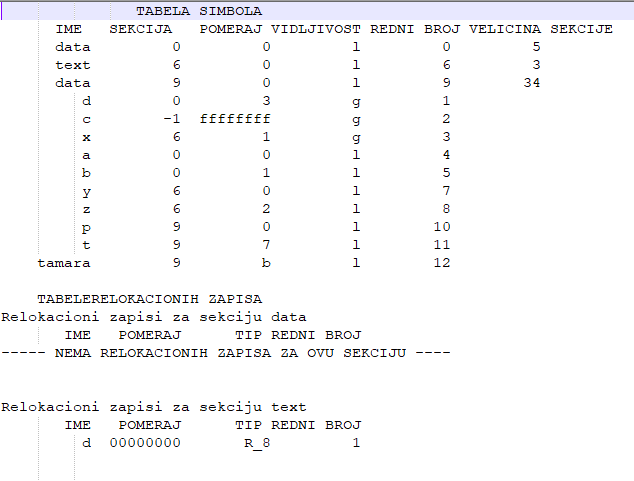 TABELA SIMBOLA
IME SEKCIJA POMERAJ VIDLJIVOST REDNI BROJ VELICINA SEKCIJE
data 0 0 l 0 5
text 6 0 l 6 3
data 9 0 l 9 34
d 0 3 g 1
c -1 ffffffff g 2
x 6 1 g 3
a 0 0 l 4
b 0 1 l 5
y 6 0 l 7
z 6 2 l 8
p 9 0 l 10
t 9 7 l 11
tamara 9 b l 12
TABELERELOKACIONIH ZAPISA
Relokacioni zapisi za sekciju data
IME POMERAJ TIP REDNI BROJ
----- NEMA RELOKACIONIH ZAPISA ZA OVU SEKCIJU ----
Relokacioni zapisi za sekciju text
IME POMERAJ TIP REDNI BROJ
d 00000000 R_8 1